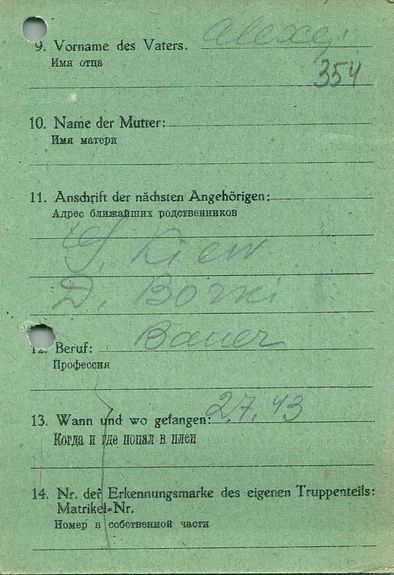 9. Vorname des Vaters. Alexej
Имя отца
354
10. Name der Mutter:
Имя матери
11. Anschrift der nächsten Angehörigen:
Адрес ближайших родственников
G. Kiew
D. Borki
12. Beruf: Bauer
Профессия
13. Wann und wo gefangen: 2.7.43
Когда и где попал в плен
14. Nr. der Erkennungsmarke des eigenen Truppenteils:
Matrikel-Nr.
Номер в собственной части